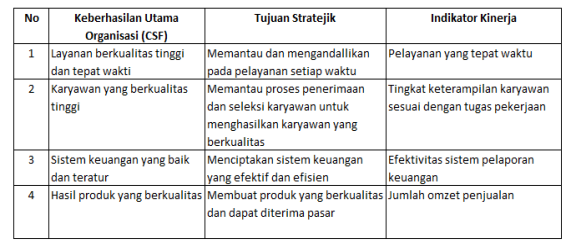 No Keberhasilan Utama Tujuan Stratejik Indikator Kinerja
Organisasi (CSF)
1 Layanan berkualitas tinggi Memantau dan mengandallikan Pelayanan yang tepat waktu
dan tepat wakti pada pelayanan setiap waktu
2 Karyawan yang berkualitas Memantau proses penerimaan Tingkat keterampilan karyawan
tinggi dan seleksi karyawan untuk sesuai dengan tugas pekerjaan
menghasilkan karyawan yang
berkualitas
3 Sistem keuangan yang baik Menciptakan sistem keuangan Efektivitas sistem pelaporan
dan teratur yang efektif dan efisien keuangan
4 Hasil produk yang berkualitas Membuat produk yang berkualitas Jumlah omzet penjualan
dan dapat diterima pasar